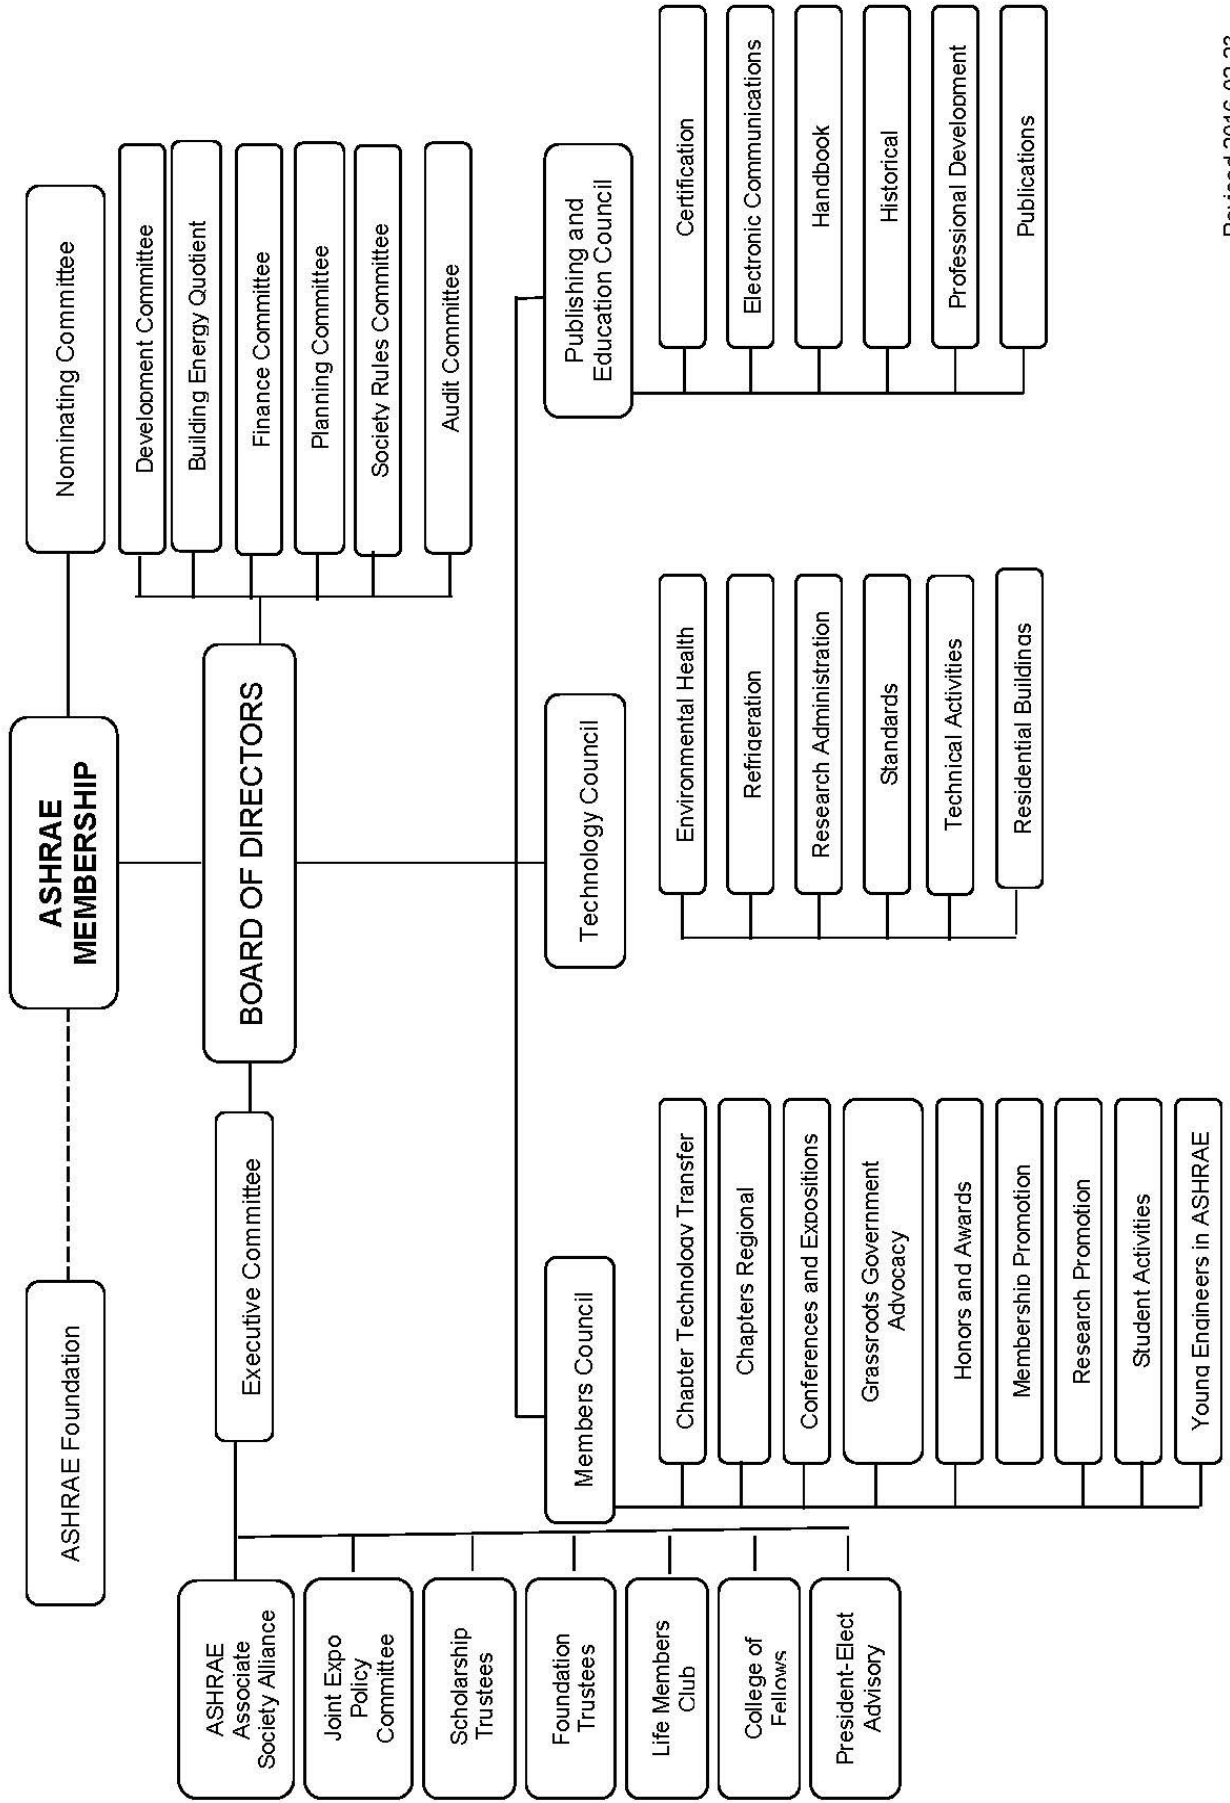 ASHRAE
MEMBERSHIP
ASHRAE Foundation
Nominating Committee
BOARD OF DIRECTORS
Executive Committee
Development Committee
Building Energy Quotient
Finance Committee
Planning Committee
Society Rules Committee
Audit Committee
ASHRAE
Associate
Society Alliance
Joint Expo
Policy
Committee
Scholarship
Trustees
Foundation
Trustees
Life Members
Club
College of
Fellows
President-Elect
Advisory
Members Council
Chapter Technology Transfer
Chapters Regional
Conferences and Expositions
Grassroots Government
Advocacy
Honors and Awards
Membership Promotion
Research Promotion
Student Activities
Young Engineers in ASHRAE
Technology Council
Environmental Health
Refrigeration
Research Administration
Standards
Technical Activities
Residential Buildings
Publishing and
Education Council
Certification
Electronic Communications
Handbook
Historical
Professional Development
Publications
Revised 2016-02-23